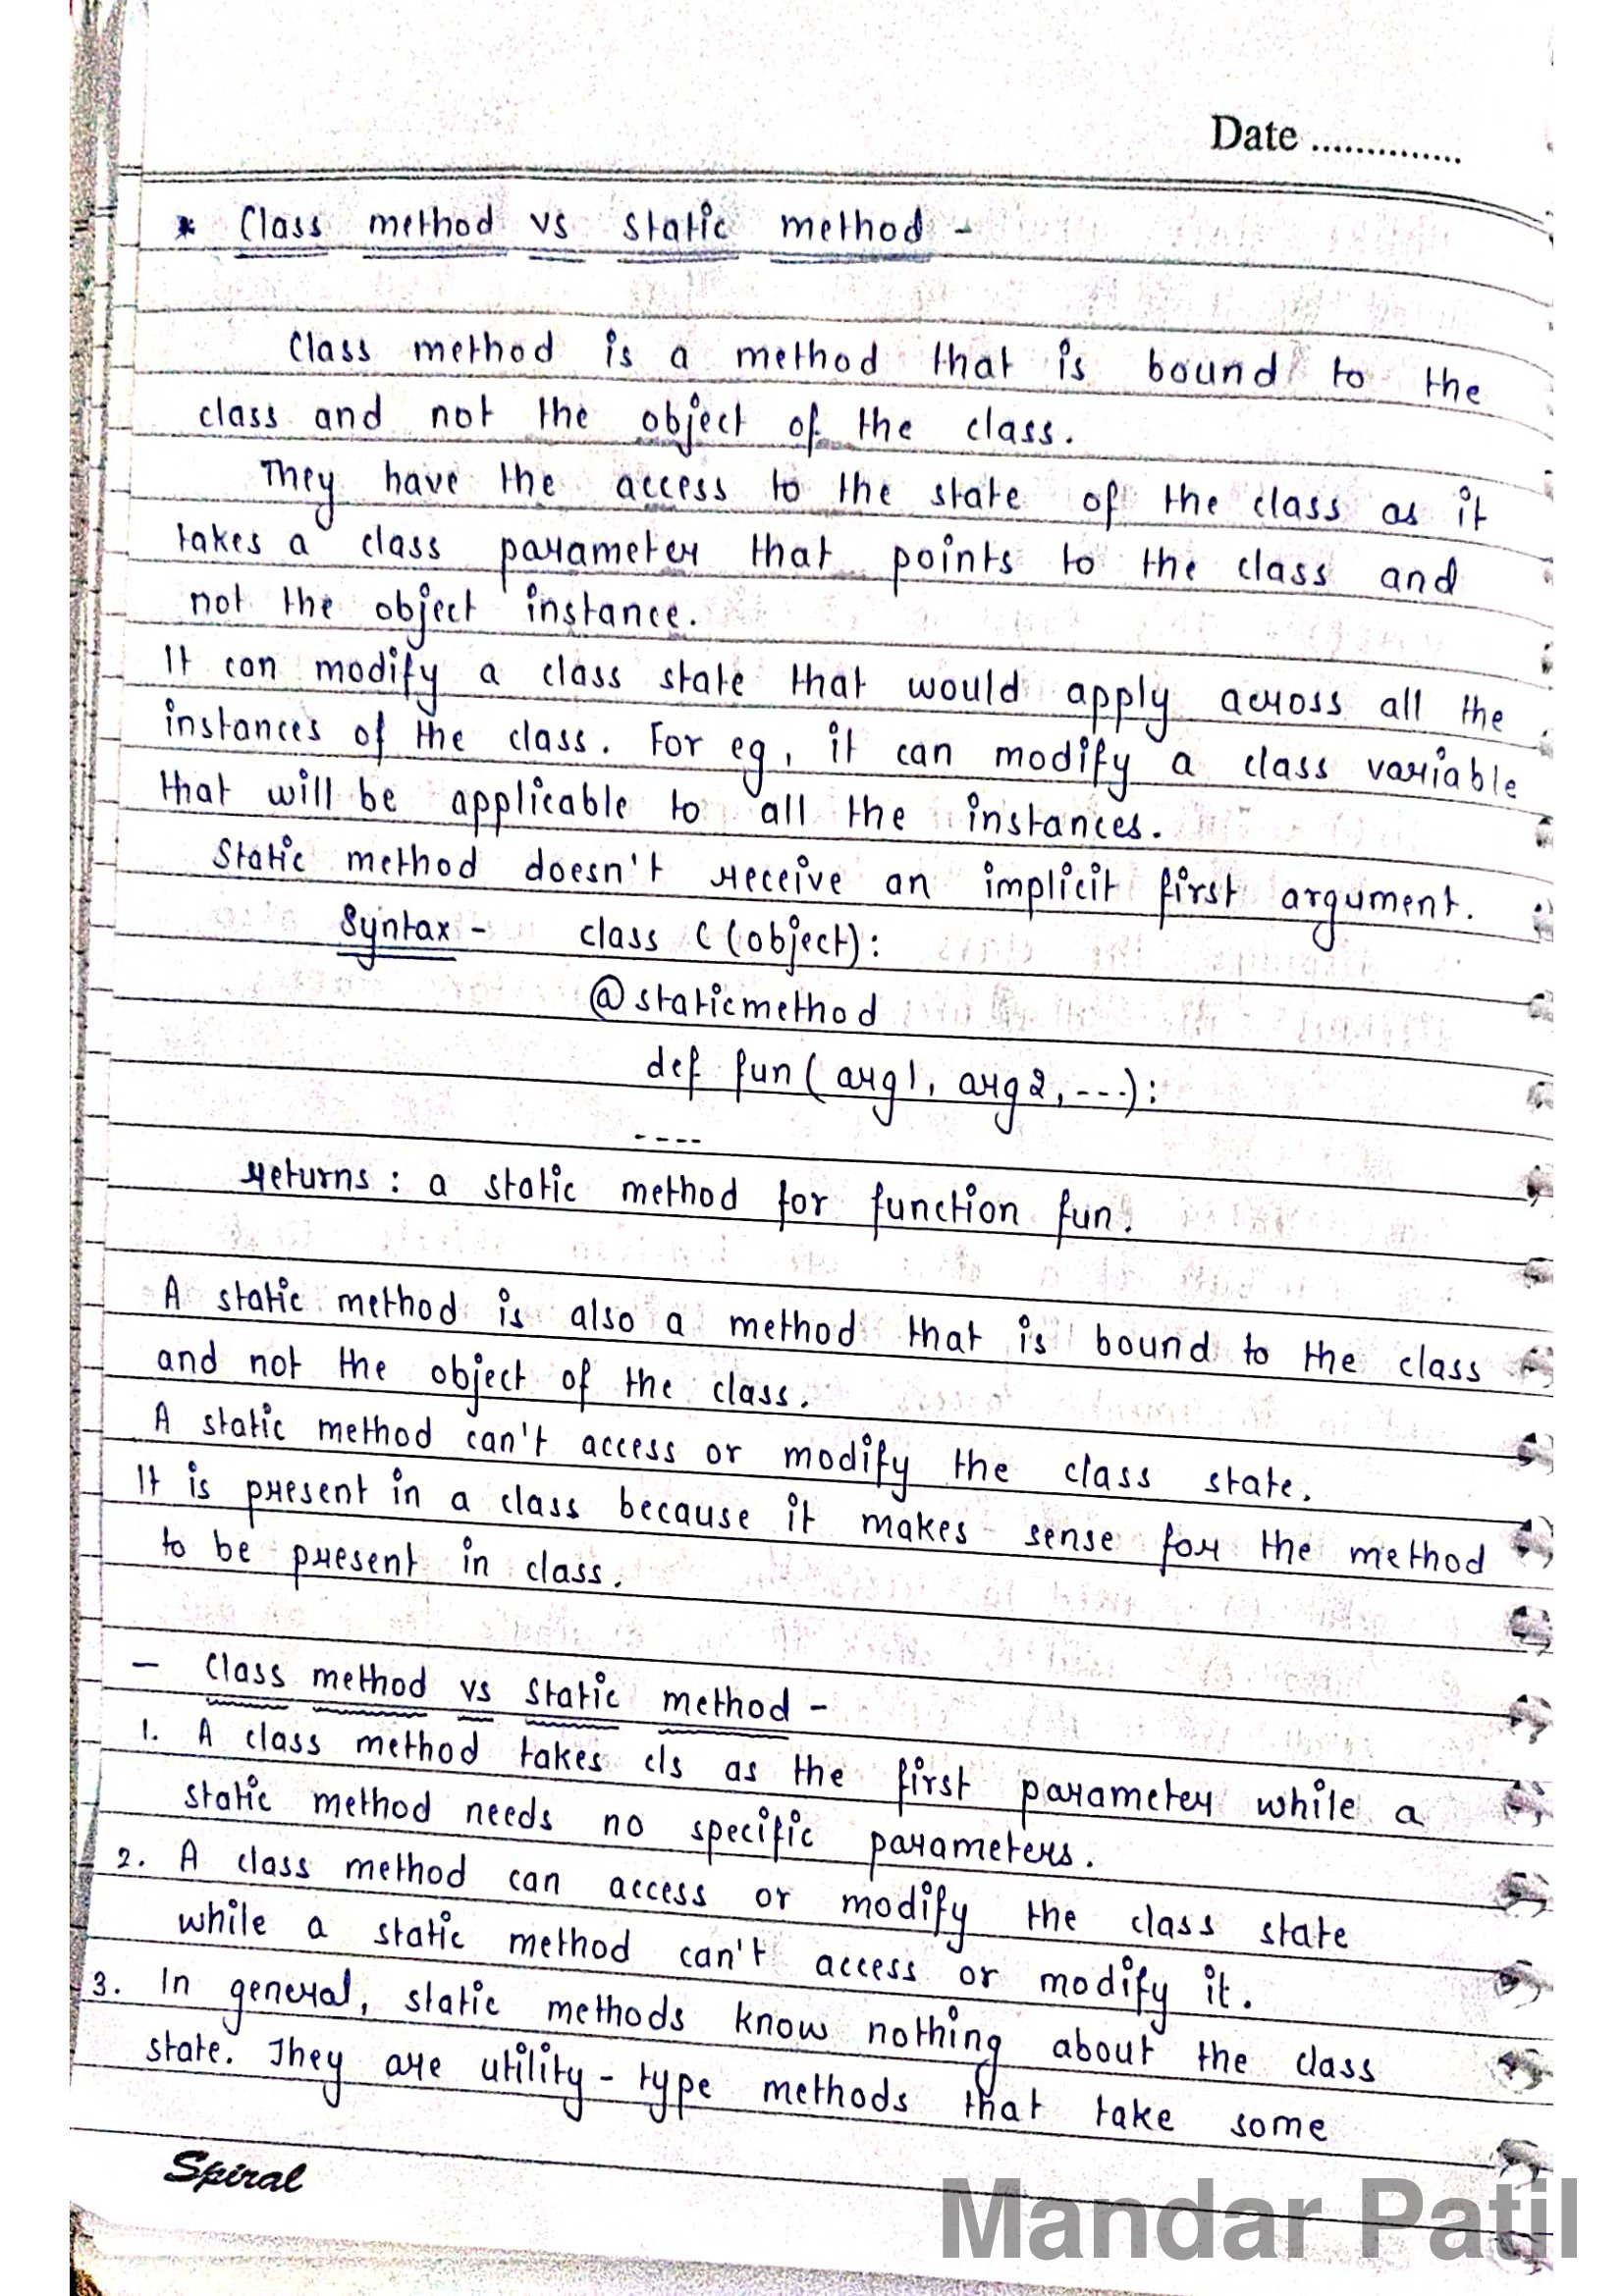 Date ..............
* Class method vs static method -
Class method is a method that is bound to the
class and not the object of the class.
They have the access to the state of the class as it
takes a class parameter that points to the class and
not the object instance.
It can modify a class state that would apply across all the
instances of the class. For eg, it can modify a class variable
that will be applicable to all the instances.
Static method doesn't receive an implicit first argument.
Syntax - class C (object):
@staticmethod
def fun (arg1, arg2, ---):
----
returns : a static method for function fun.
A static method is also a method that is bound to the class
and not the object of the class.
A static method can't access or modify the class state.
It is present in a class because it makes sense for the method
to be present in class.
- Class method vs static method -
1. A class method takes cls as the first parameter while a
static method needs no specific parameters.
2. A class method can access or modify the class state
while a static method can't access or modify it.
3. In general, static methods know nothing about the class
state. They are utility - type methods that take some
Spiral
Mandar Patil